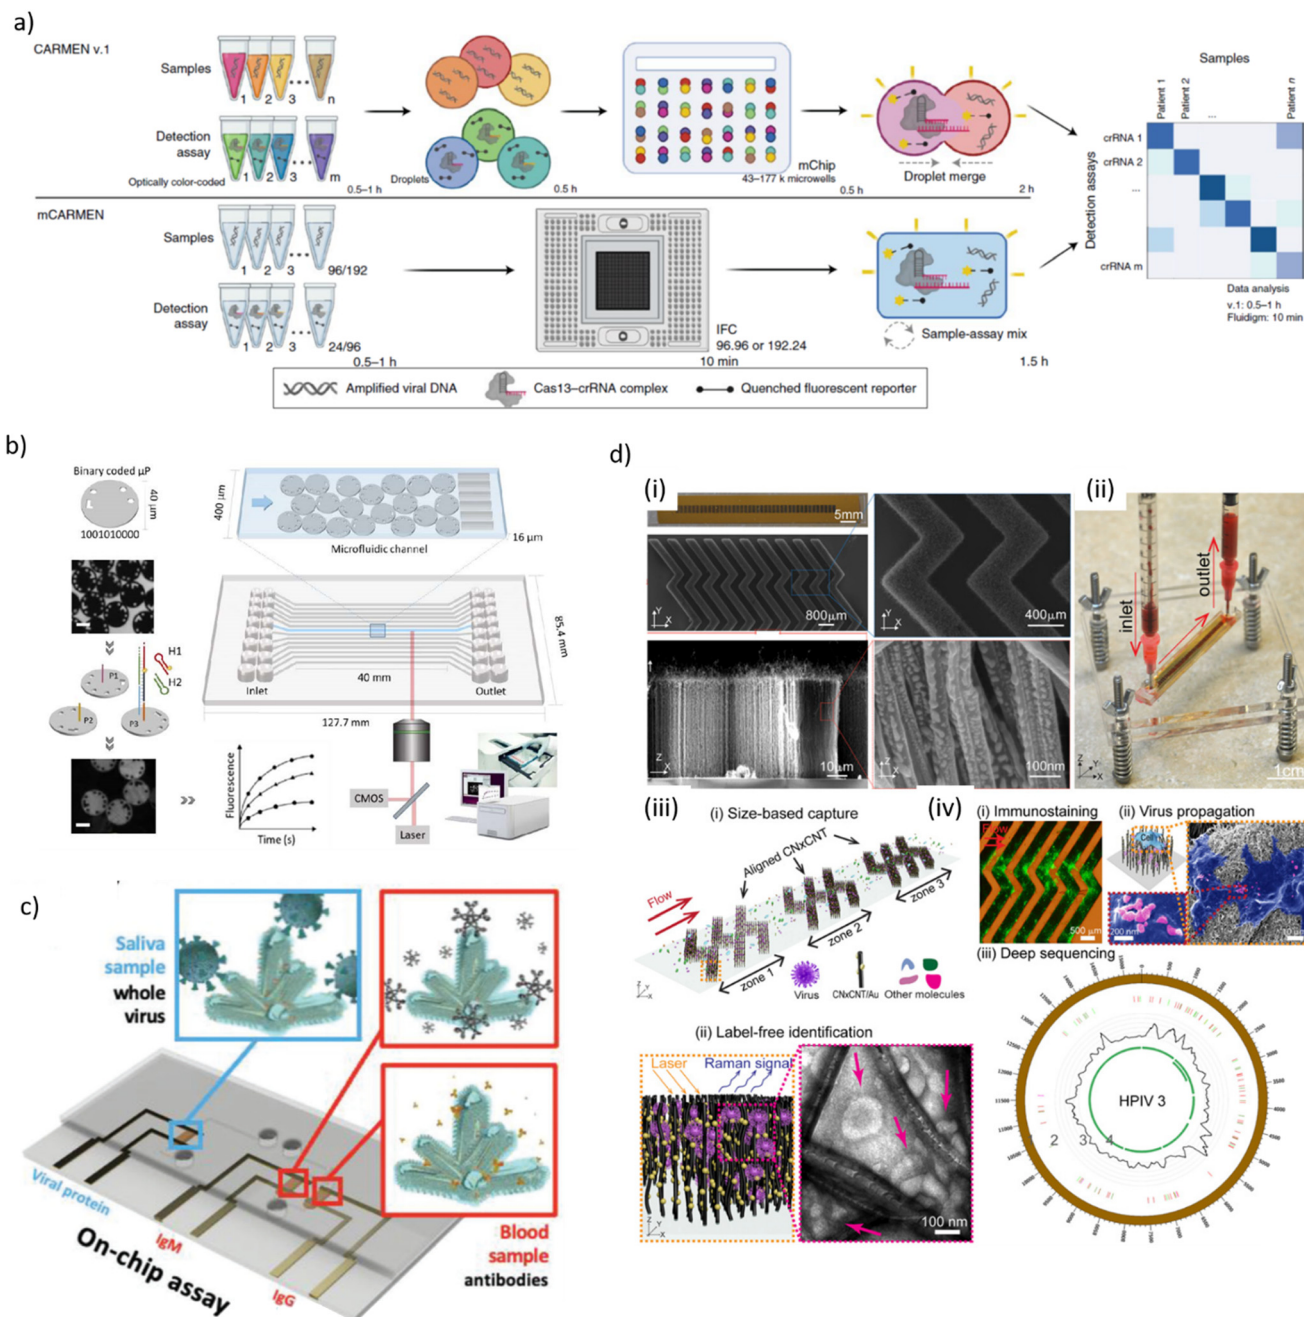 a)
CARMEN v.1
Samples
1 2 3 n
Detection
assay
Optically color-coded
1 2 3 m
0.5–1 h
Droplets
0.5 h
mChip
43–177 k microwells
0.5 h
Droplet merge
2 h
mCARMEN
Samples
1 2 3 96/192
Detection
assay
1 2 3 24/96
0.5–1 h
IFC
96.96 or 192.24
10 min
Sample-assay mix
1.5 h
Samples
Patient 1
Patient 2
...
Patient n
Detection assays
crRNA 1
crRNA 2
...
crRNA m
Data analysis
v.1: 0.5–1 h
Fluidigm: 10 min
Amplified viral DNA
Cas13–crRNA complex
Quenched fluorescent reporter
b)
Binary coded µP
40 µm
1001010000
400 µm
Microfluidic channel
16 µm
P1
H1
H2
P2
P3
Inlet
40 mm
Outlet
85.4 mm
127.7 mm
Fluorescence
Time (s)
CMOS
Laser
c)
Saliva
sample
whole
virus
Viral protein
IgM
IgG
On-chip assay
Blood
sample
antibodies
d)
(i)
5mm
800µm
Y
X
400µm
Y
X
10µm
Z
X
100nm
Z
X
(ii)
inlet
outlet
1cm
Z
Y
X
(iii)
(i) Size-based capture
Aligned CNxCNT
Flow
zone 1
zone 2
zone 3
Virus
CNxCNT/Au
Other molecules
(ii) Label-free identification
Laser
Raman signal
Z
Y
X
100 nm
(iv)
(i) Immunostaining
Flow
500 µm
(ii) Virus propagation
Cell
200 nm
(iii) Deep sequencing
HPIV 3
1 2 3 4